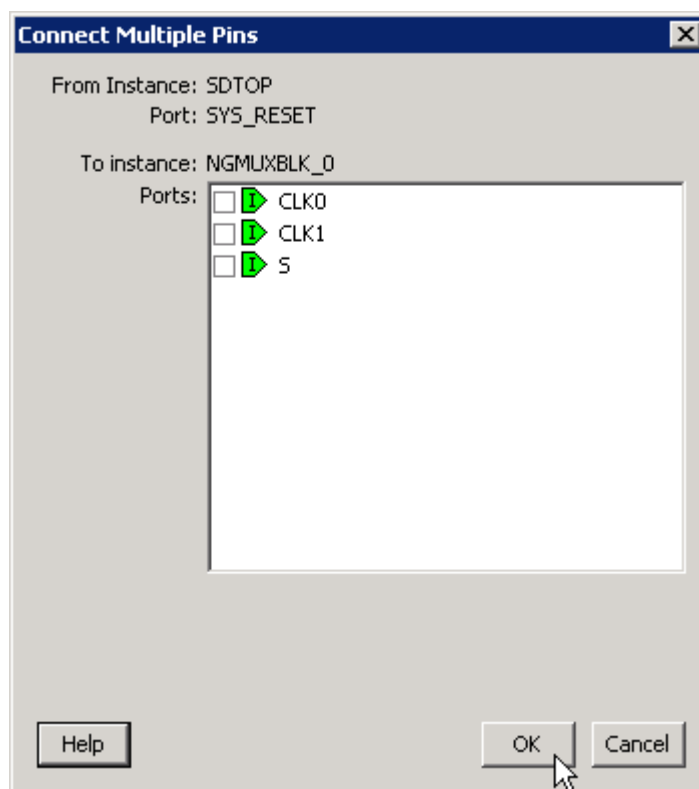 Connect Multiple Pins
From Instance: SDTOP
Port: SYS_RESET
To instance: NGMUXBLK_0
Ports:
I CLK0
I CLK1
I S
Help
OK
Cancel